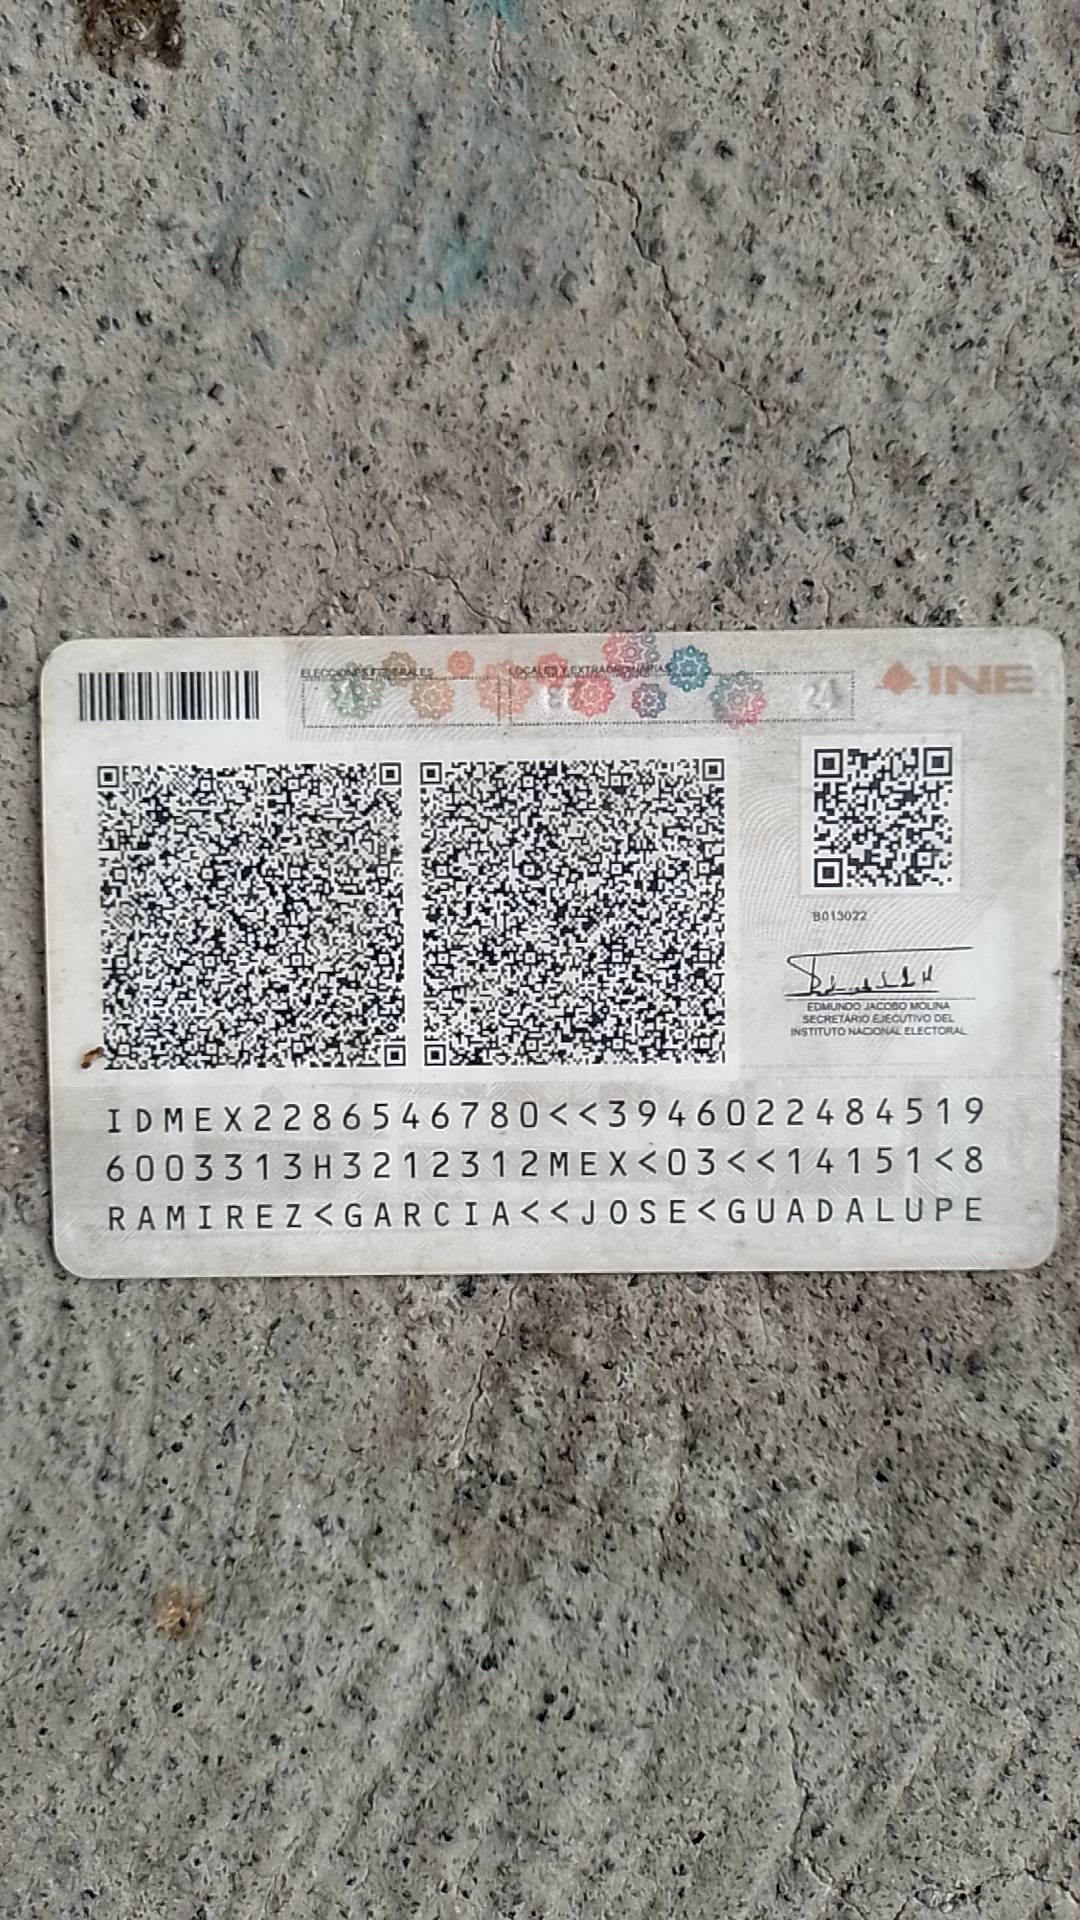 ELECCIONES FEDERALES LOCALES Y EXTRAORDINARIAS
INE
24
B013022
EDMUNDO JACOBO MOLINA
SECRETARIO EJECUTIVO DEL
INSTITUTO NACIONAL ELECTORAL
IDMEX2286546780<<3946022484519
6003313H3212312MEX<03<<14151<8
RAMIREZ<GARCIA<<JOSE<GUADALUPE